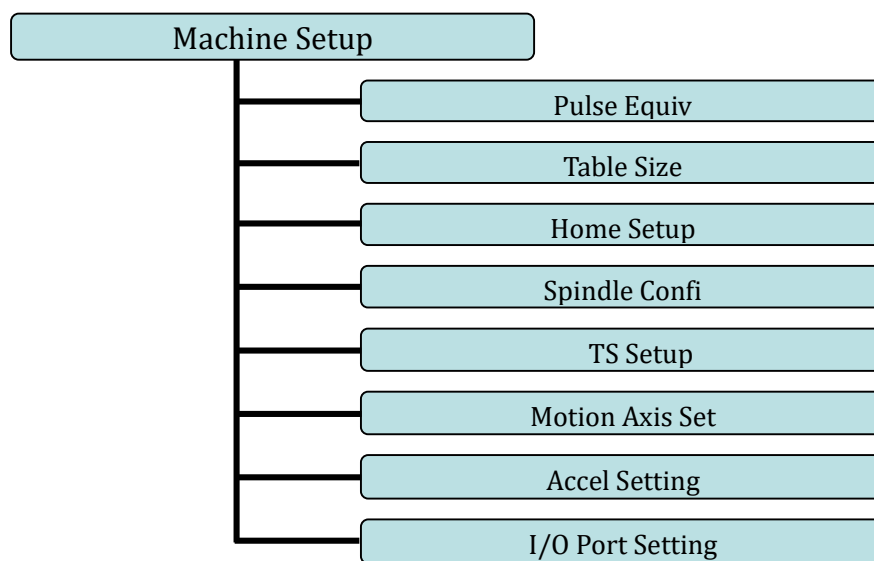 Machine Setup
Pulse Equiv
Table Size
Home Setup
Spindle Confi
TS Setup
Motion Axis Set
Accel Setting
I/O Port Setting